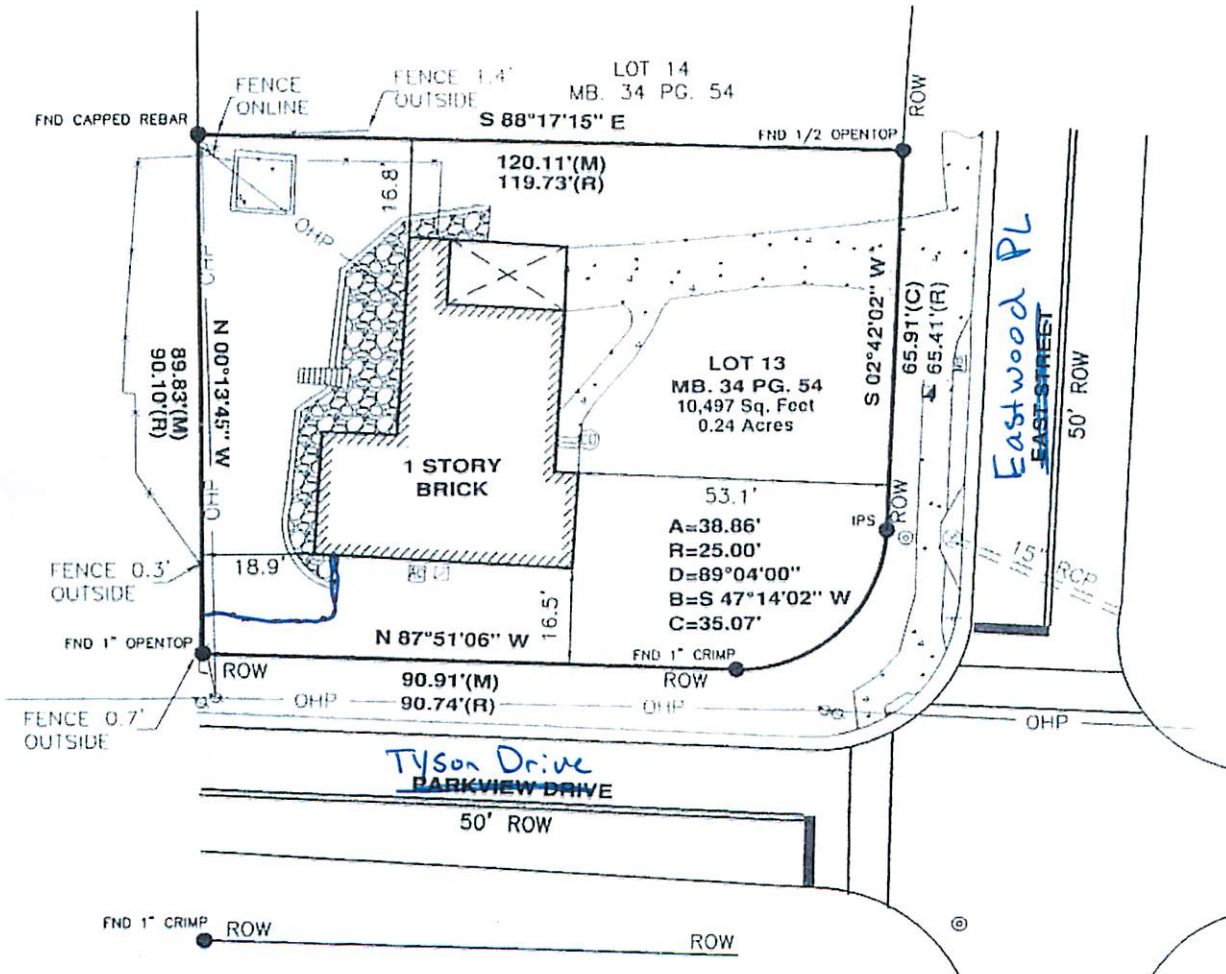 LOT 14
MB. 34 PG. 54
FENCE 1.4'
OUTSIDE
FENCE
ONLINE
FND CAPPED REBAR
S 88°17'15" E
FND 1/2 OPENTOP
ROW
120.11'(M)
119.73'(R)
16.8'
OHP
OHP
N 00°13'45" W
89.83'(M)
90.10'(R)
OHP
S 02°42'02" W
65.91'(C)
65.41'(R)
Eastwood PL
EAST STREET
50' ROW
LOT 13
MB. 34 PG. 54
10,497 Sq. Feet
0.24 Acres
CO
1 STORY
BRICK
53.1'
IPS
ROW
A=38.86'
R=25.00'
D=89°04'00"
B=S 47°14'02" W
C=35.07'
15" RCP
FENCE 0.3'
OUTSIDE
18.9'
16.5'
N 87°51'06" W
FND 1" OPENTOP
ROW
FND 1" CRIMP
ROW
90.91'(M)
90.74'(R)
OHP
OHP
OHP
FENCE 0.7'
OUTSIDE
Tyson Drive
PARKVIEW DRIVE
50' ROW
FND 1" CRIMP
ROW
ROW